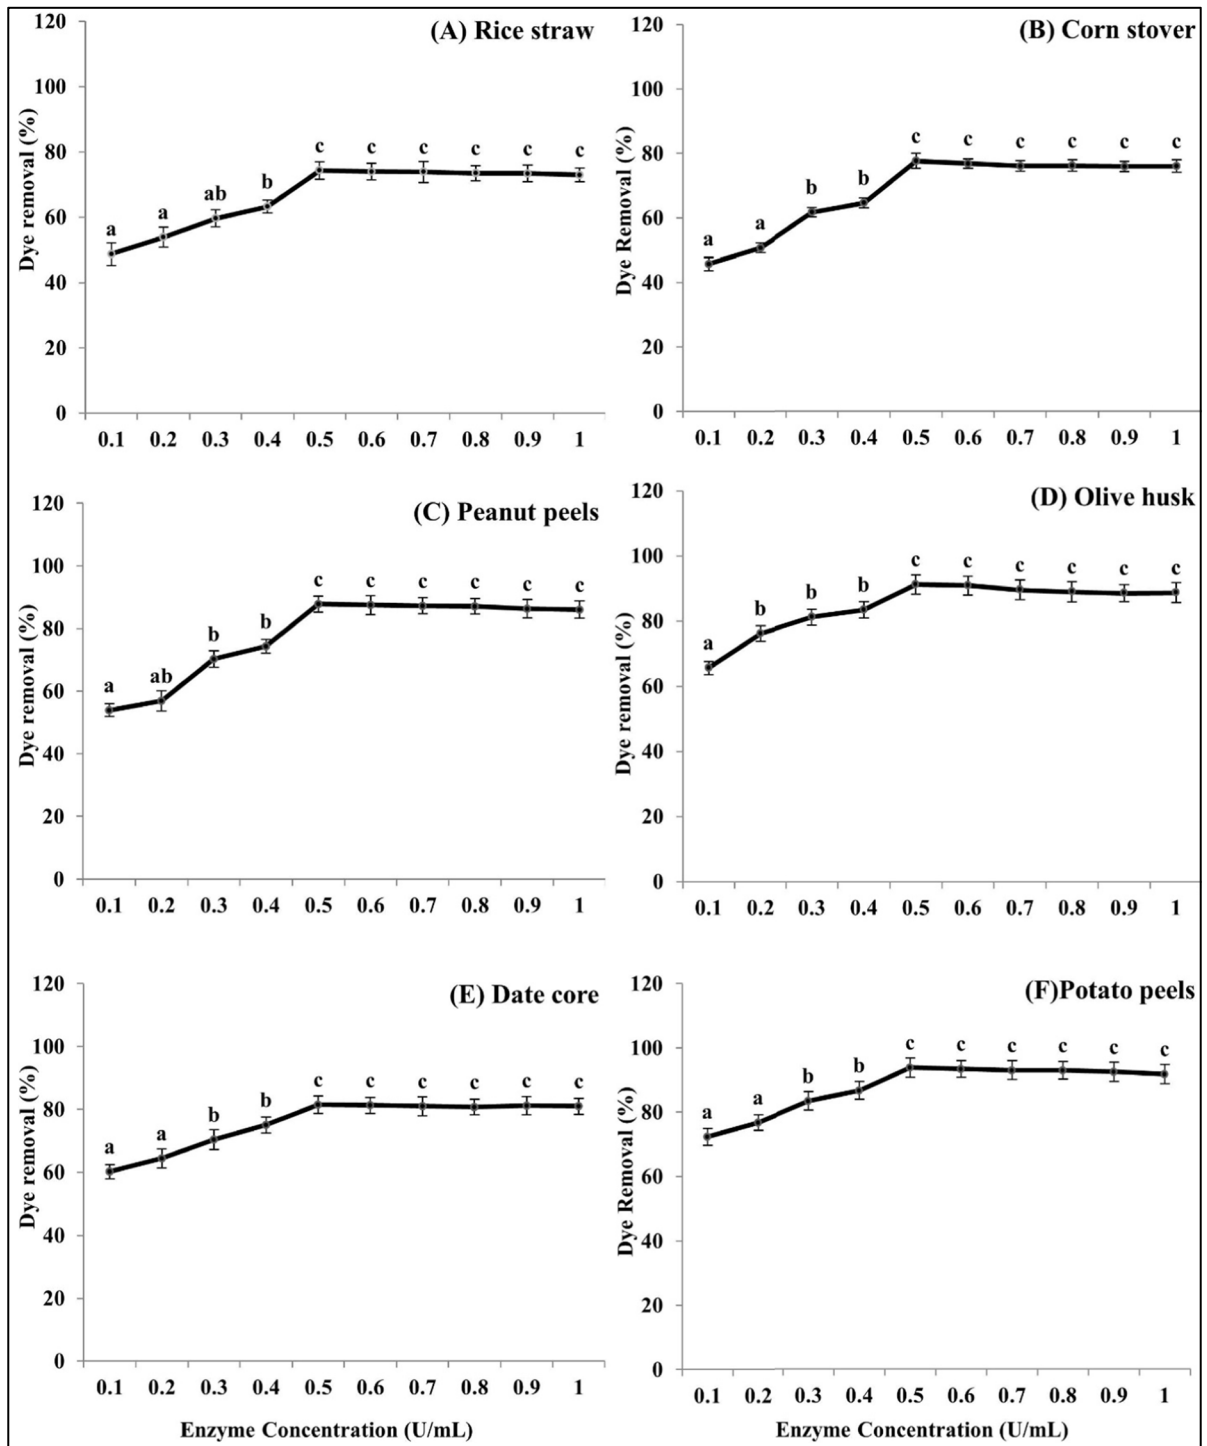 (A) Rice straw
Dye removal (%)
120
100
80
60
40
20
0
a a ab b c c c c c c
0.1 0.2 0.3 0.4 0.5 0.6 0.7 0.8 0.9 1
(B) Corn stover
Dye Removal (%)
120
100
80
60
40
20
0
a a b b c c c c c c
0.1 0.2 0.3 0.4 0.5 0.6 0.7 0.8 0.9 1
(C) Peanut peels
Dye removal (%)
120
100
80
60
40
20
0
a ab b b c c c c c c
0.1 0.2 0.3 0.4 0.5 0.6 0.7 0.8 0.9 1
(D) Olive husk
Dye removal (%)
120
100
80
60
40
20
0
a b b b c c c c c c
0.1 0.2 0.3 0.4 0.5 0.6 0.7 0.8 0.9 1
(E) Date core
Dye removal (%)
120
100
80
60
40
20
0
a a b b c c c c c c
0.1 0.2 0.3 0.4 0.5 0.6 0.7 0.8 0.9 1
Enzyme Concentration (U/mL)
(F)Potato peels
Dye Removal (%)
120
100
80
60
40
20
0
a a b b c c c c c c
0.1 0.2 0.3 0.4 0.5 0.6 0.7 0.8 0.9 1
Enzyme Concentration (U/mL)